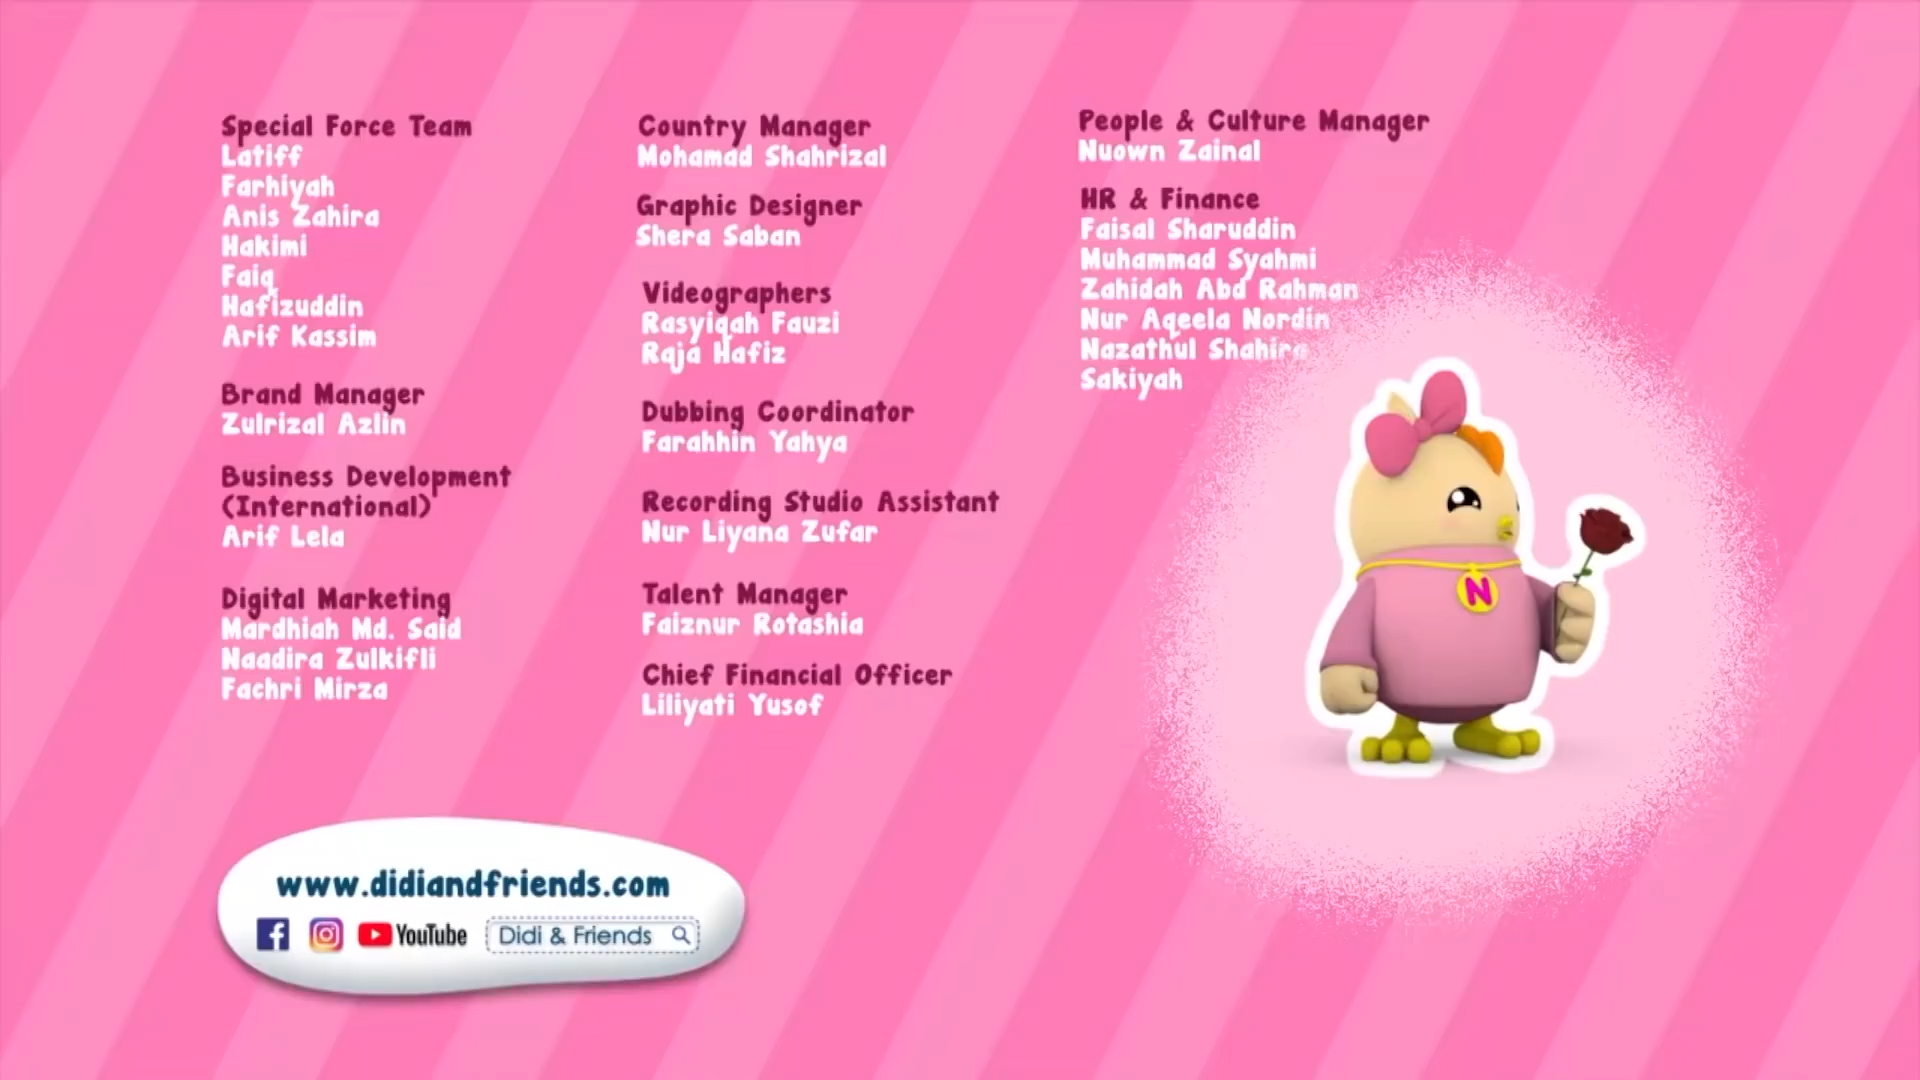 Special Force Team
Latiff
Farhiyah
Anis Zahira
Hakimi
Faiq
Hafizuddin
Arif Kassim
Brand Manager
Zulrizal Azlin
Business Development
(International)
Arif Lela
Digital Marketing
Mardhiah Md. Said
Naadira Zulkifli
Fachri Mirza
Country Manager
Mohamad Shahrizal
Graphic Designer
Shera Saban
Videographers
Rasyiqah Fauzi
Raja Hafiz
Dubbing Coordinator
Farahhin Yahya
Recording Studio Assistant
Nur Liyana Zufar
Talent Manager
Faiznur Rotashia
Chief Financial Officer
Liliyati Yusof
People & Culture Manager
Nuown Zainal
HR & Finance
Faisal Sharuddin
Muhammad Syahmi
Zahidah Abd Rahman
Nur Aqeela Nordin
Nazathul Shahira
Sakiyah
N
www.didiandfriends.com
YouTube
Didi & Friends